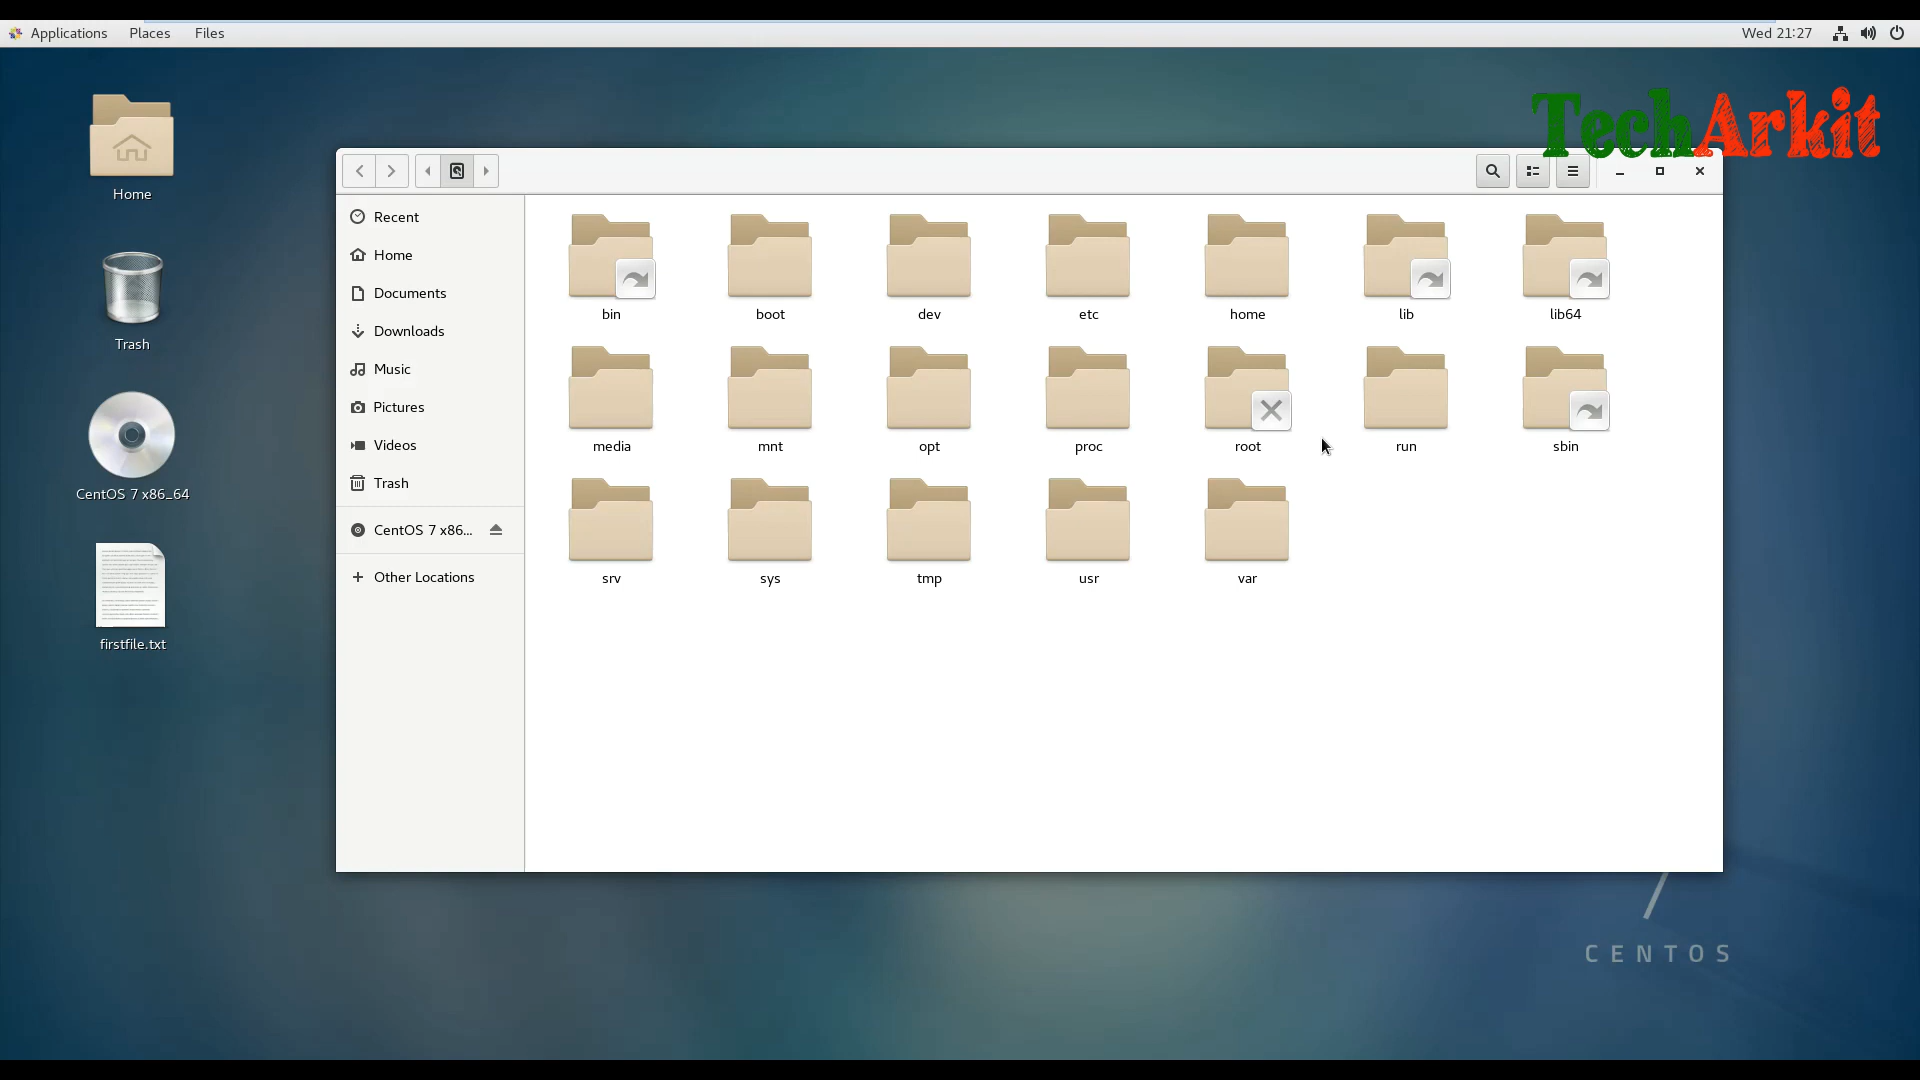 Applications Places Files Wed 21:27
TechArkit
Home
Trash
CentOS 7 x86_64
firstfile.txt
Recent
Home
Documents
Downloads
Music
Pictures
Videos
Trash
CentOS 7 x86...
Other Locations
bin boot dev etc home lib lib64
media mnt opt proc root run sbin
srv sys tmp usr var
7
CENTOS